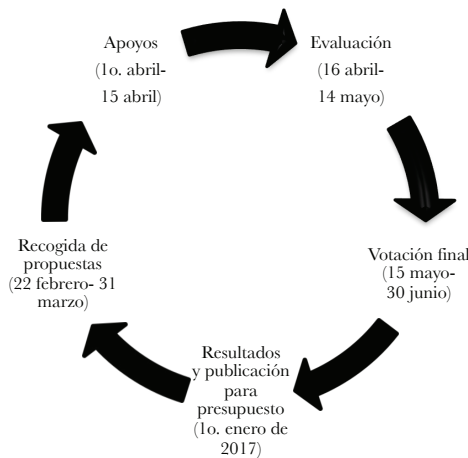 Apoyos
(1o. abril-
15 abril)
Evaluación
(16 abril-
14 mayo)
Votación final
(15 mayo-
30 junio)
Resultados
y publicación
para
presupuesto
(1o. enero de
2017)
Recogida de
propuestas
(22 febrero- 31
marzo)